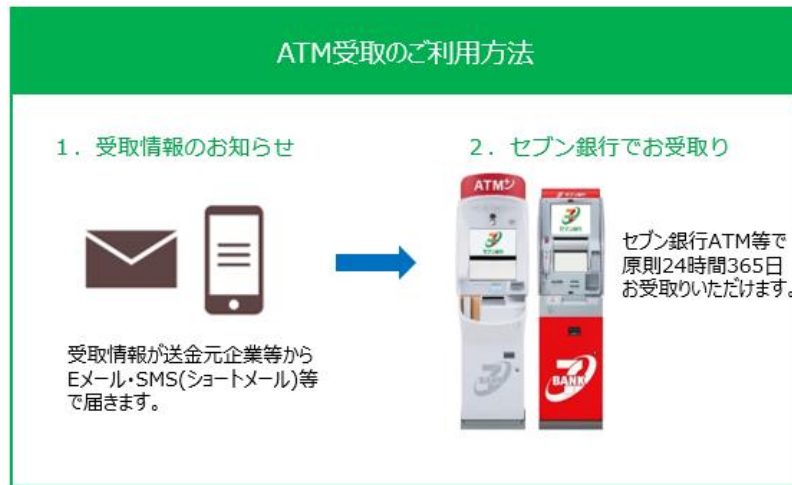 ATM受取のご利用方法
1．受取情報のお知らせ
受取情報が送金元企業等から
Eメール・SMS(ショートメール)等
で届きます。
2．セブン銀行でお受取り
ATM
セブン銀行
BANK
セブン銀行ATM等で
原則24時間365日
お受取りいただけます。